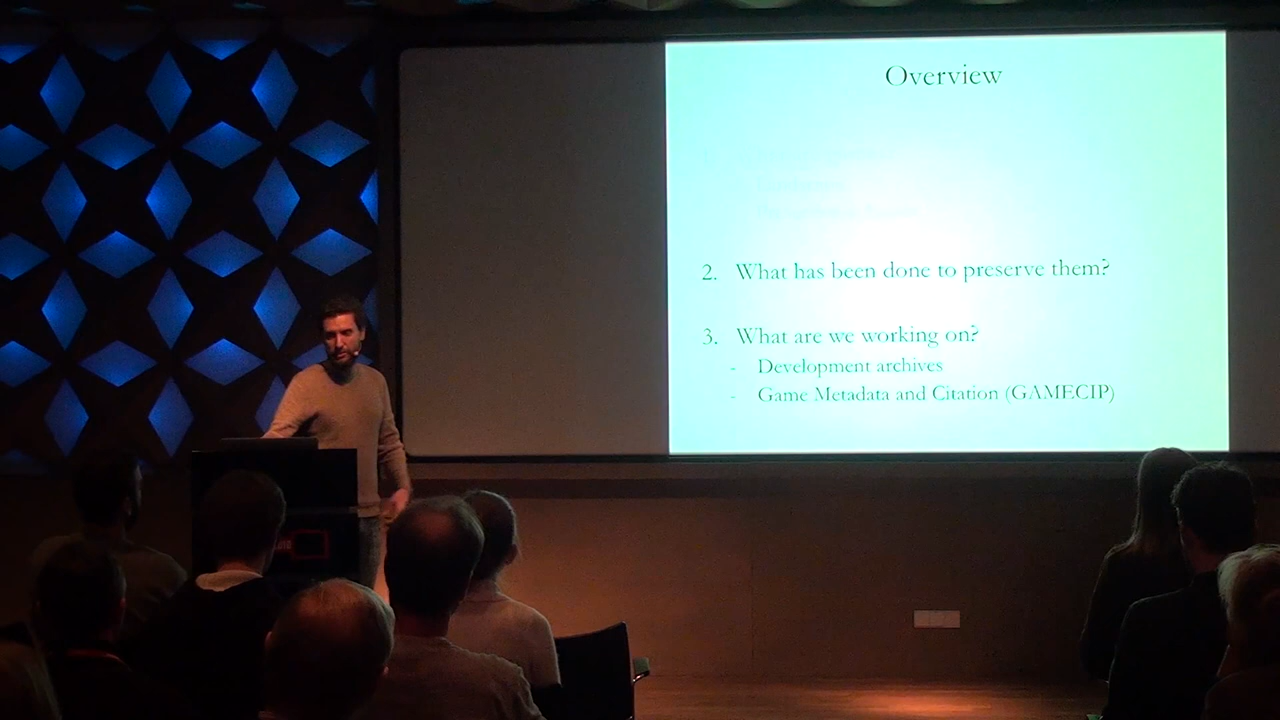 Overview
2. What has been done to preserve them?
3. What are we working on?
- Development archives
- Game Metadata and Citation (GAMECIP)